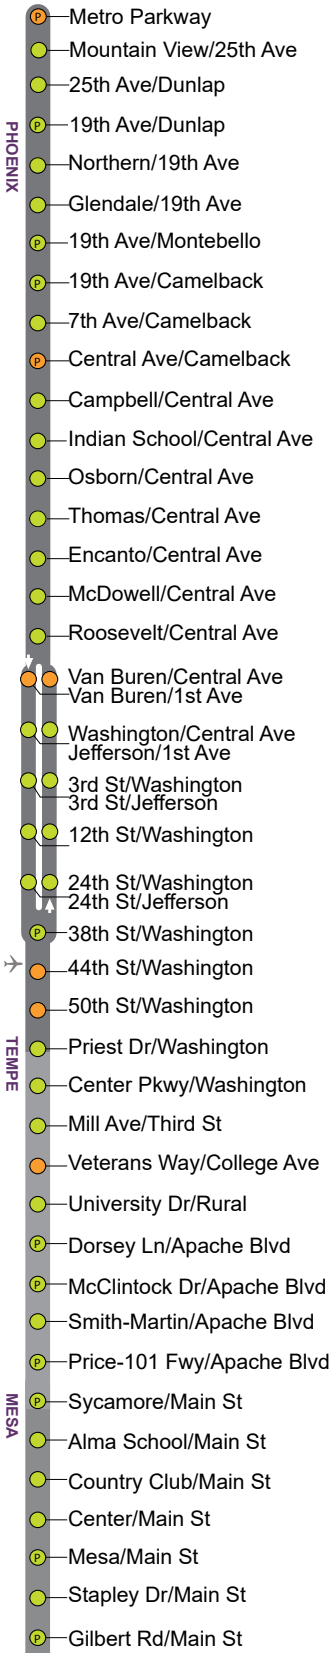 P Metro Parkway
Mountain View/25th Ave
25th Ave/Dunlap
P 19th Ave/Dunlap
PHOENIX
Northern/19th Ave
Glendale/19th Ave
P 19th Ave/Montebello
P 19th Ave/Camelback
7th Ave/Camelback
P Central Ave/Camelback
Campbell/Central Ave
Indian School/Central Ave
Osborn/Central Ave
Thomas/Central Ave
Encanto/Central Ave
McDowell/Central Ave
Roosevelt/Central Ave
Van Buren/Central Ave
Van Buren/1st Ave
Washington/Central Ave
Jefferson/1st Ave
3rd St/Washington
3rd St/Jefferson
12th St/Washington
24th St/Washington
24th St/Jefferson
P 38th St/Washington
44th St/Washington
50th St/Washington
TEMPE
Priest Dr/Washington
Center Pkwy/Washington
Mill Ave/Third St
Veterans Way/College Ave
University Dr/Rural
P Dorsey Ln/Apache Blvd
P McClintock Dr/Apache Blvd
Smith-Martin/Apache Blvd
P Price-101 Fwy/Apache Blvd
MESA
P Sycamore/Main St
Alma School/Main St
Country Club/Main St
Center/Main St
P Mesa/Main St
Stapley Dr/Main St
P Gilbert Rd/Main St